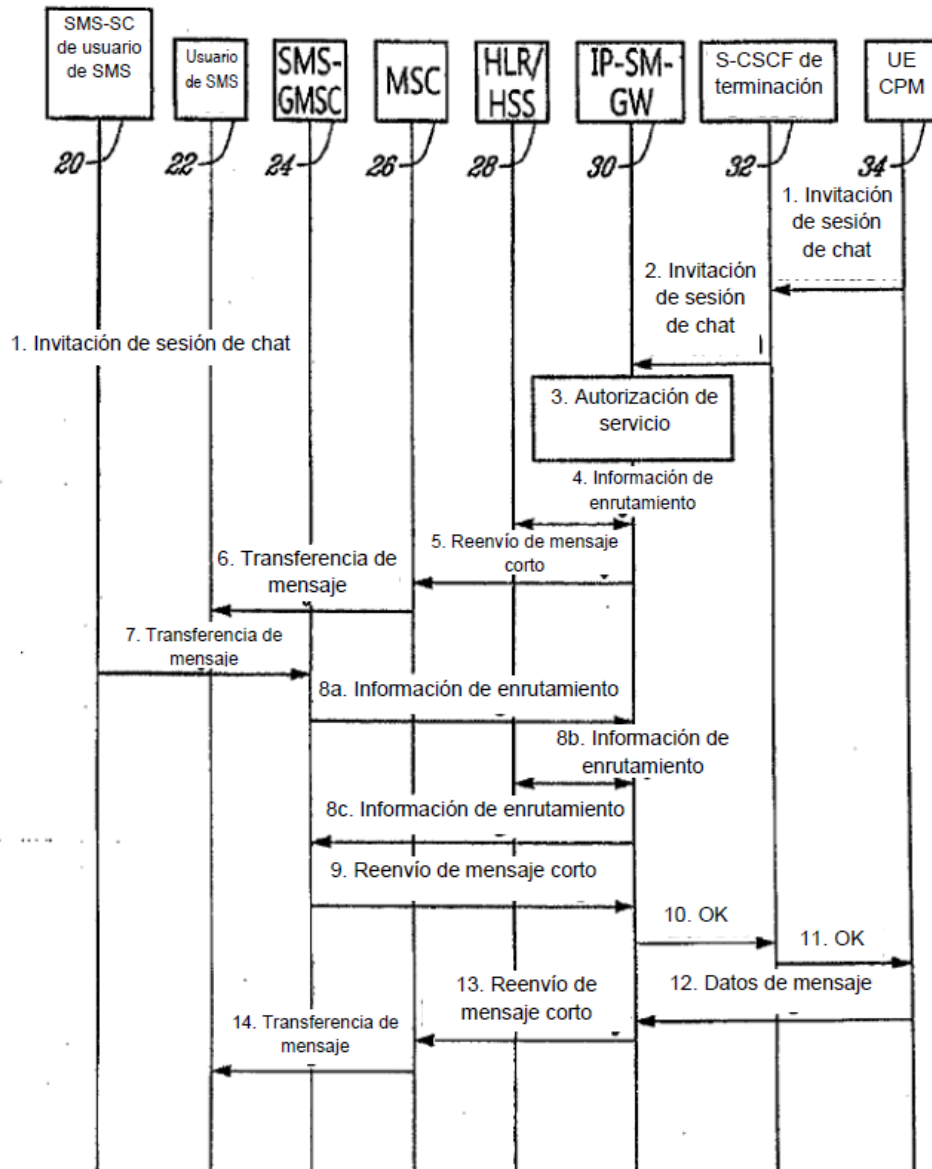 SMS-SC
de usuario
de SMS
Usuario
de SMS
SMS-
GMSC
MSC
HLR/
HSS
IP-SM-
GW
S-CSCF de
terminación
UE
CPM
20
22
24
26
28
30
32
34
1. Invitación
de sesión
de chat
2. Invitación
de sesión
de chat
1. Invitación de sesión de chat
3. Autorización de
servicio
4. Información de
enrutamiento
5. Reenvío de mensaje
corto
6. Transferencia de
mensaje
7. Transferencia de
mensaje
8a. Información de enrutamiento
8b. Información de
enrutamiento
8c. Información de enrutamiento
9. Reenvío de mensaje corto
10. OK
11. OK
12. Datos de mensaje
13. Reenvío de
mensaje corto
14. Transferencia de
mensaje